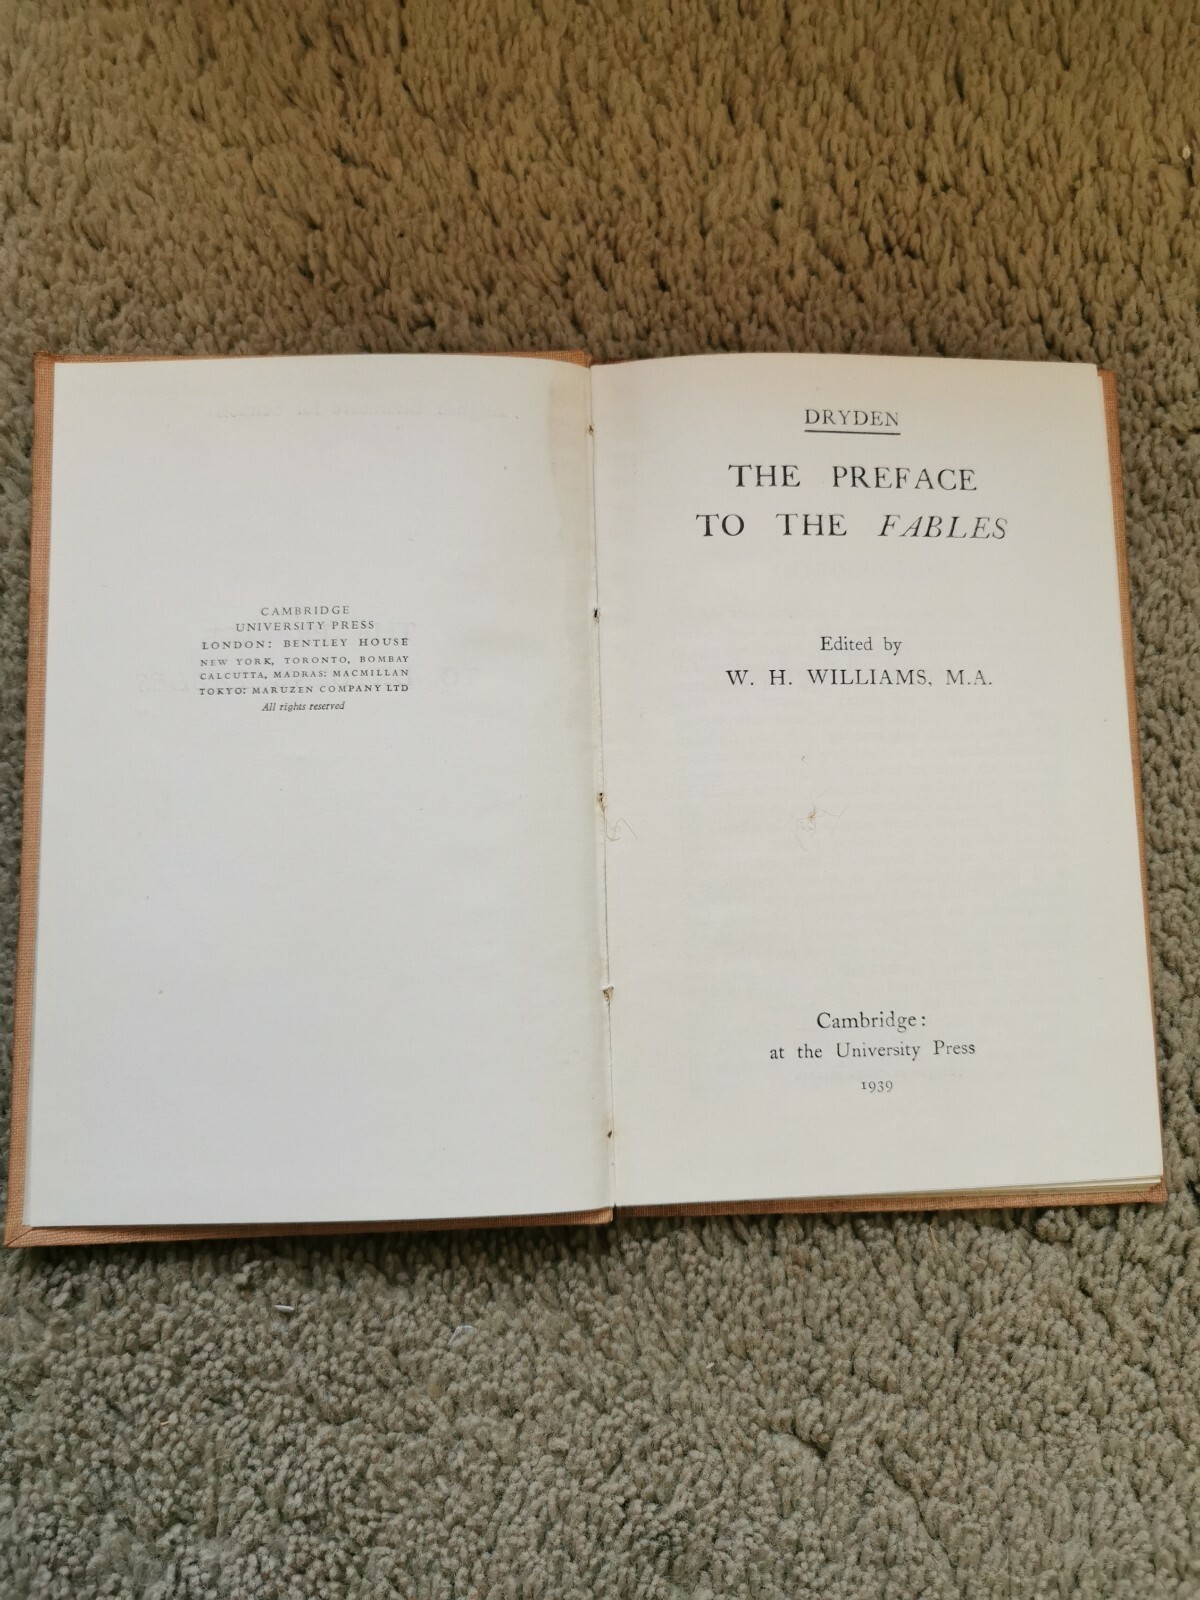 CAMBRIDGE
UNIVERSITY PRESS
LONDON: BENTLEY HOUSE
NEW YORK, TORONTO, BOMBAY
CALCUTTA, MADRAS: MACMILLAN
TOKYO: MARUZEN COMPANY LTD
All rights reserved
DRYDEN
THE PREFACE
TO THE FABLES
Edited by
W. H. WILLIAMS, M.A.
Cambridge:
at the University Press
1939